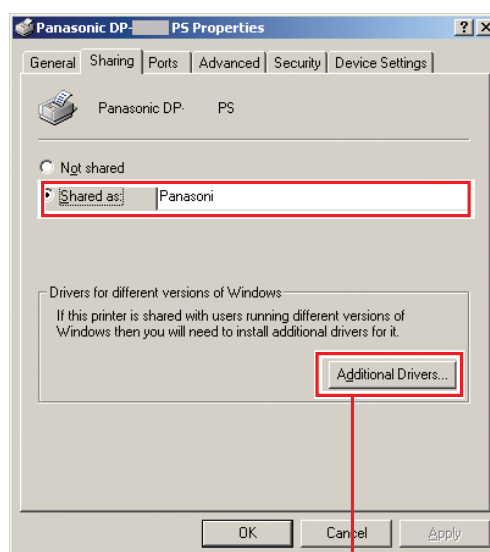 Panasonic DP- PS Properties
General Sharing Ports Advanced Security Device Settings
Panasonic DP- PS
Not shared
Shared as: Panasoni
Drivers for different versions of Windows
If this printer is shared with users running different versions of
Windows then you will need to install additional drivers for it.
Additional Drivers...
OK Cancel Apply